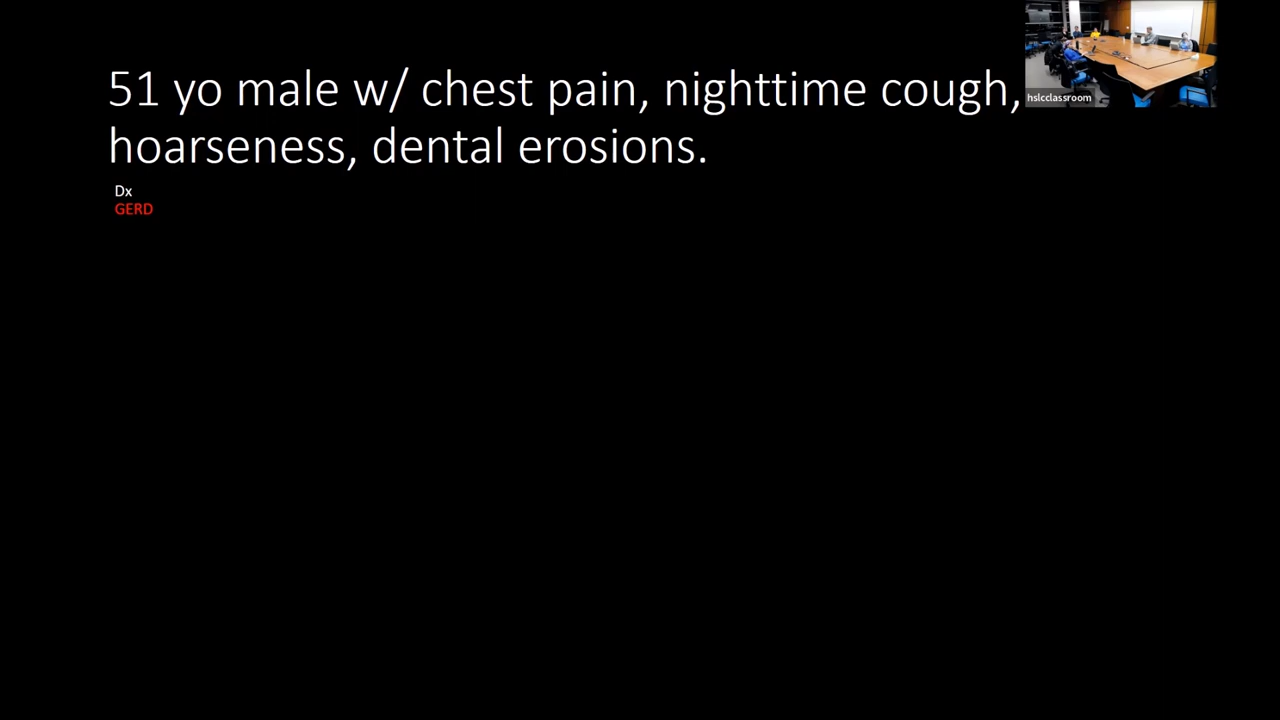 51 yo male w/ chest pain, nighttime cough,
hoarseness, dental erosions.
Dx
GERD
hslcclassroom